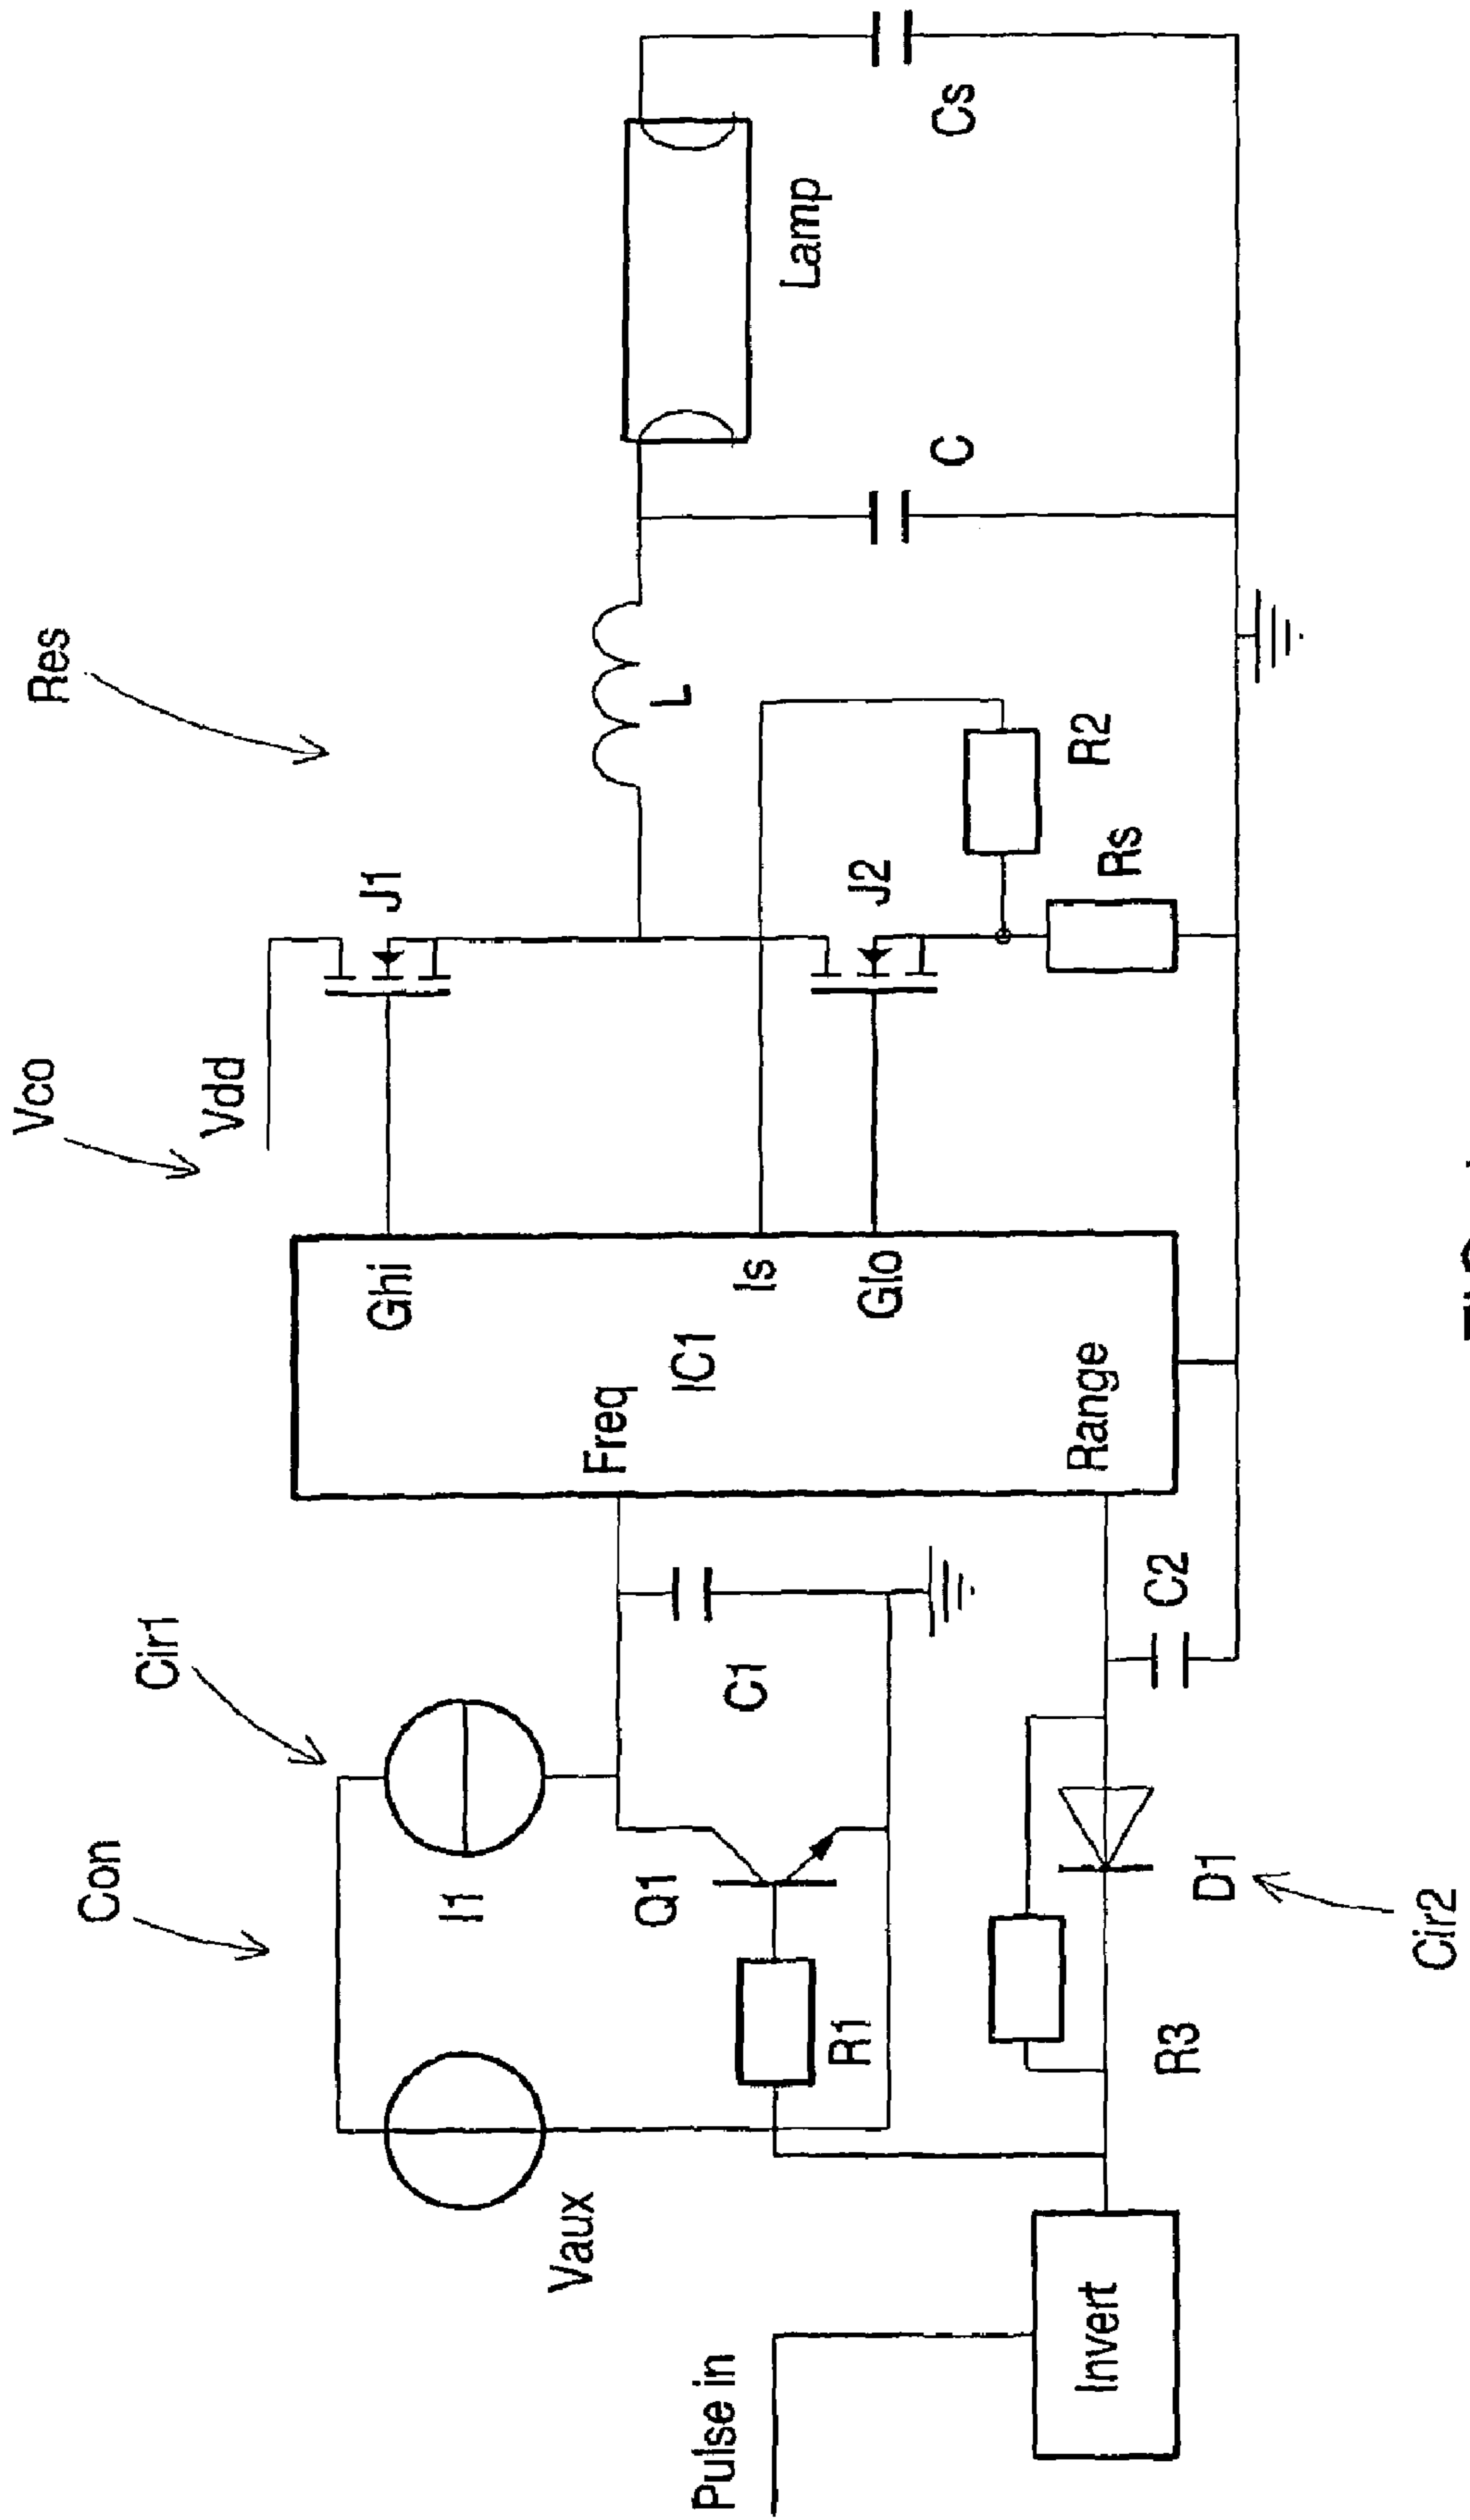 Res
Vco
Vdd
J1
Cir1
Con
Ghi
L
Lamp
I1
Freq
IC1
Is
J2
Vaux
Q1
C1
Glo
C
Cs
Pulse in
R1
R2
Rs
Range
Invert
R3
D1
C2
Cir2